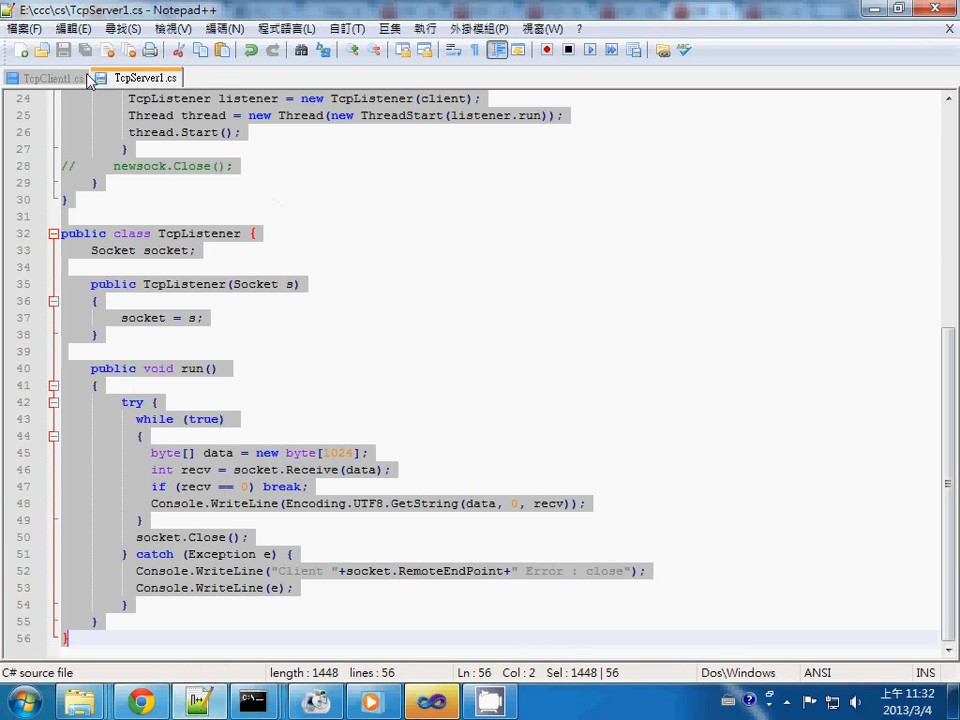 E:\ccc\cs\TcpServer1.cs - Notepad++
檔案(F) 編輯(E) 尋找(S) 檢視(V) 編碼(N) 程式語言(L) 自訂(T) 巨集 執行 外掛模組(P) 視窗(W) ? X
TcpClient1.cs TcpServer1.cs
24 TcpListener listener = new TcpListener(client);
25 Thread thread = new Thread(new ThreadStart(listener.run));
26 thread.Start();
27 }
28 // newsock.Close();
29 }
30 }
31
32 public class TcpListener {
33 Socket socket;
34
35 public TcpListener(Socket s)
36 {
37 socket = s;
38 }
39
40 public void run()
41 {
42 try {
43 while (true)
44 {
45 byte[] data = new byte[1024];
46 int recv = socket.Receive(data);
47 if (recv == 0) break;
48 Console.WriteLine(Encoding.UTF8.GetString(data, 0, recv));
49 }
50 socket.Close();
51 } catch (Exception e) {
52 Console.WriteLine("Client "+socket.RemoteEndPoint+" Error : close");
53 Console.WriteLine(e);
54 }
55 }
56 }
C# source file length : 1448 lines : 56 Ln : 56 Col : 2 Sel : 1448 | 56 Dos\Windows ANSI INS
上午 11:32
2013/3/4